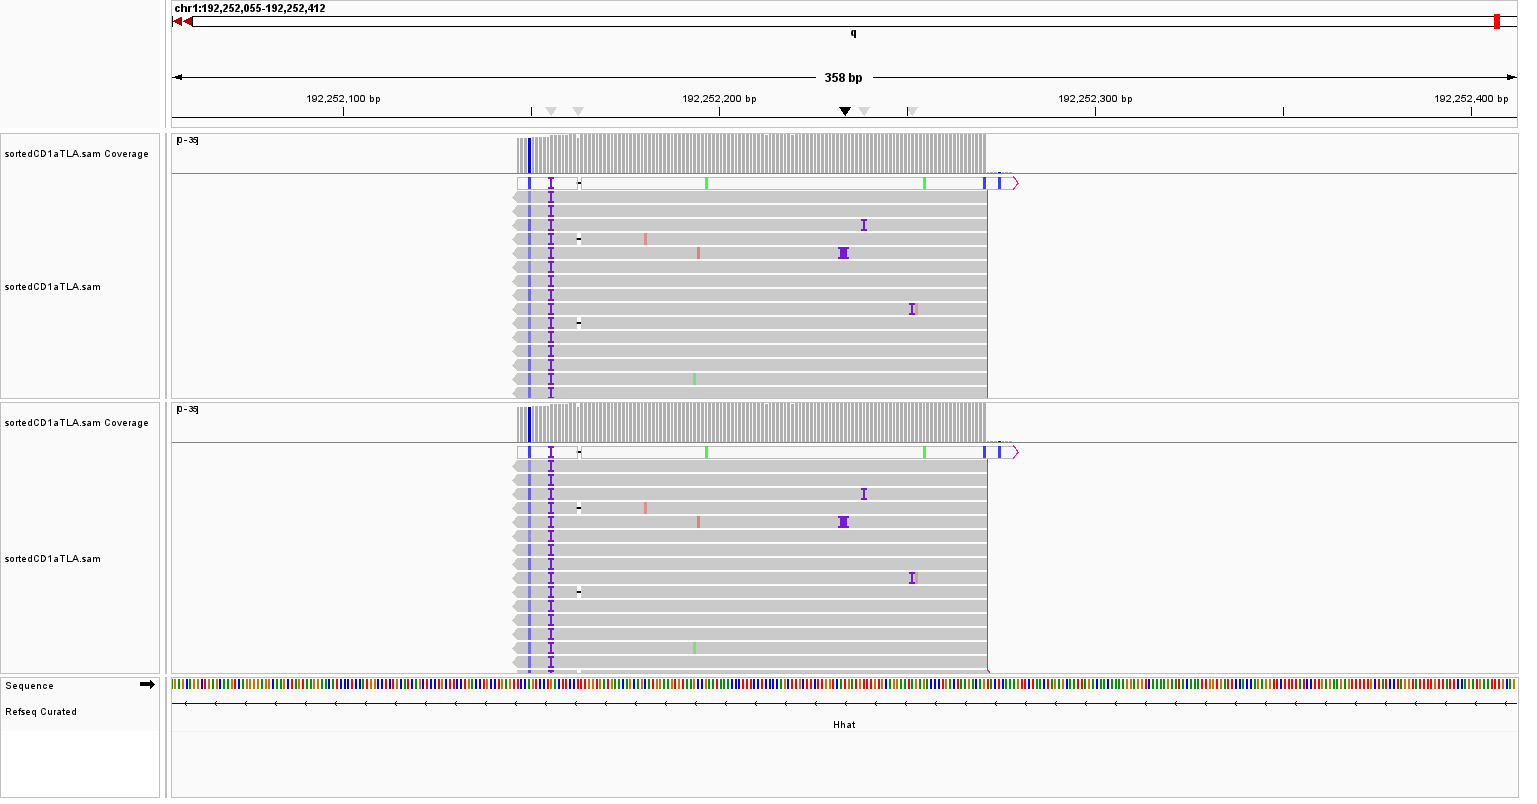 chr1:192,252,055-192,252,412
q
358 bp
192,252,100 bp
192,252,200 bp
192,252,300 bp
192,252,400 bp
sortedCD1aTLA.sam Coverage
[0-35]
sortedCD1aTLA.sam
sortedCD1aTLA.sam Coverage
[0-35]
sortedCD1aTLA.sam
Sequence
Refseq Curated
Hhat